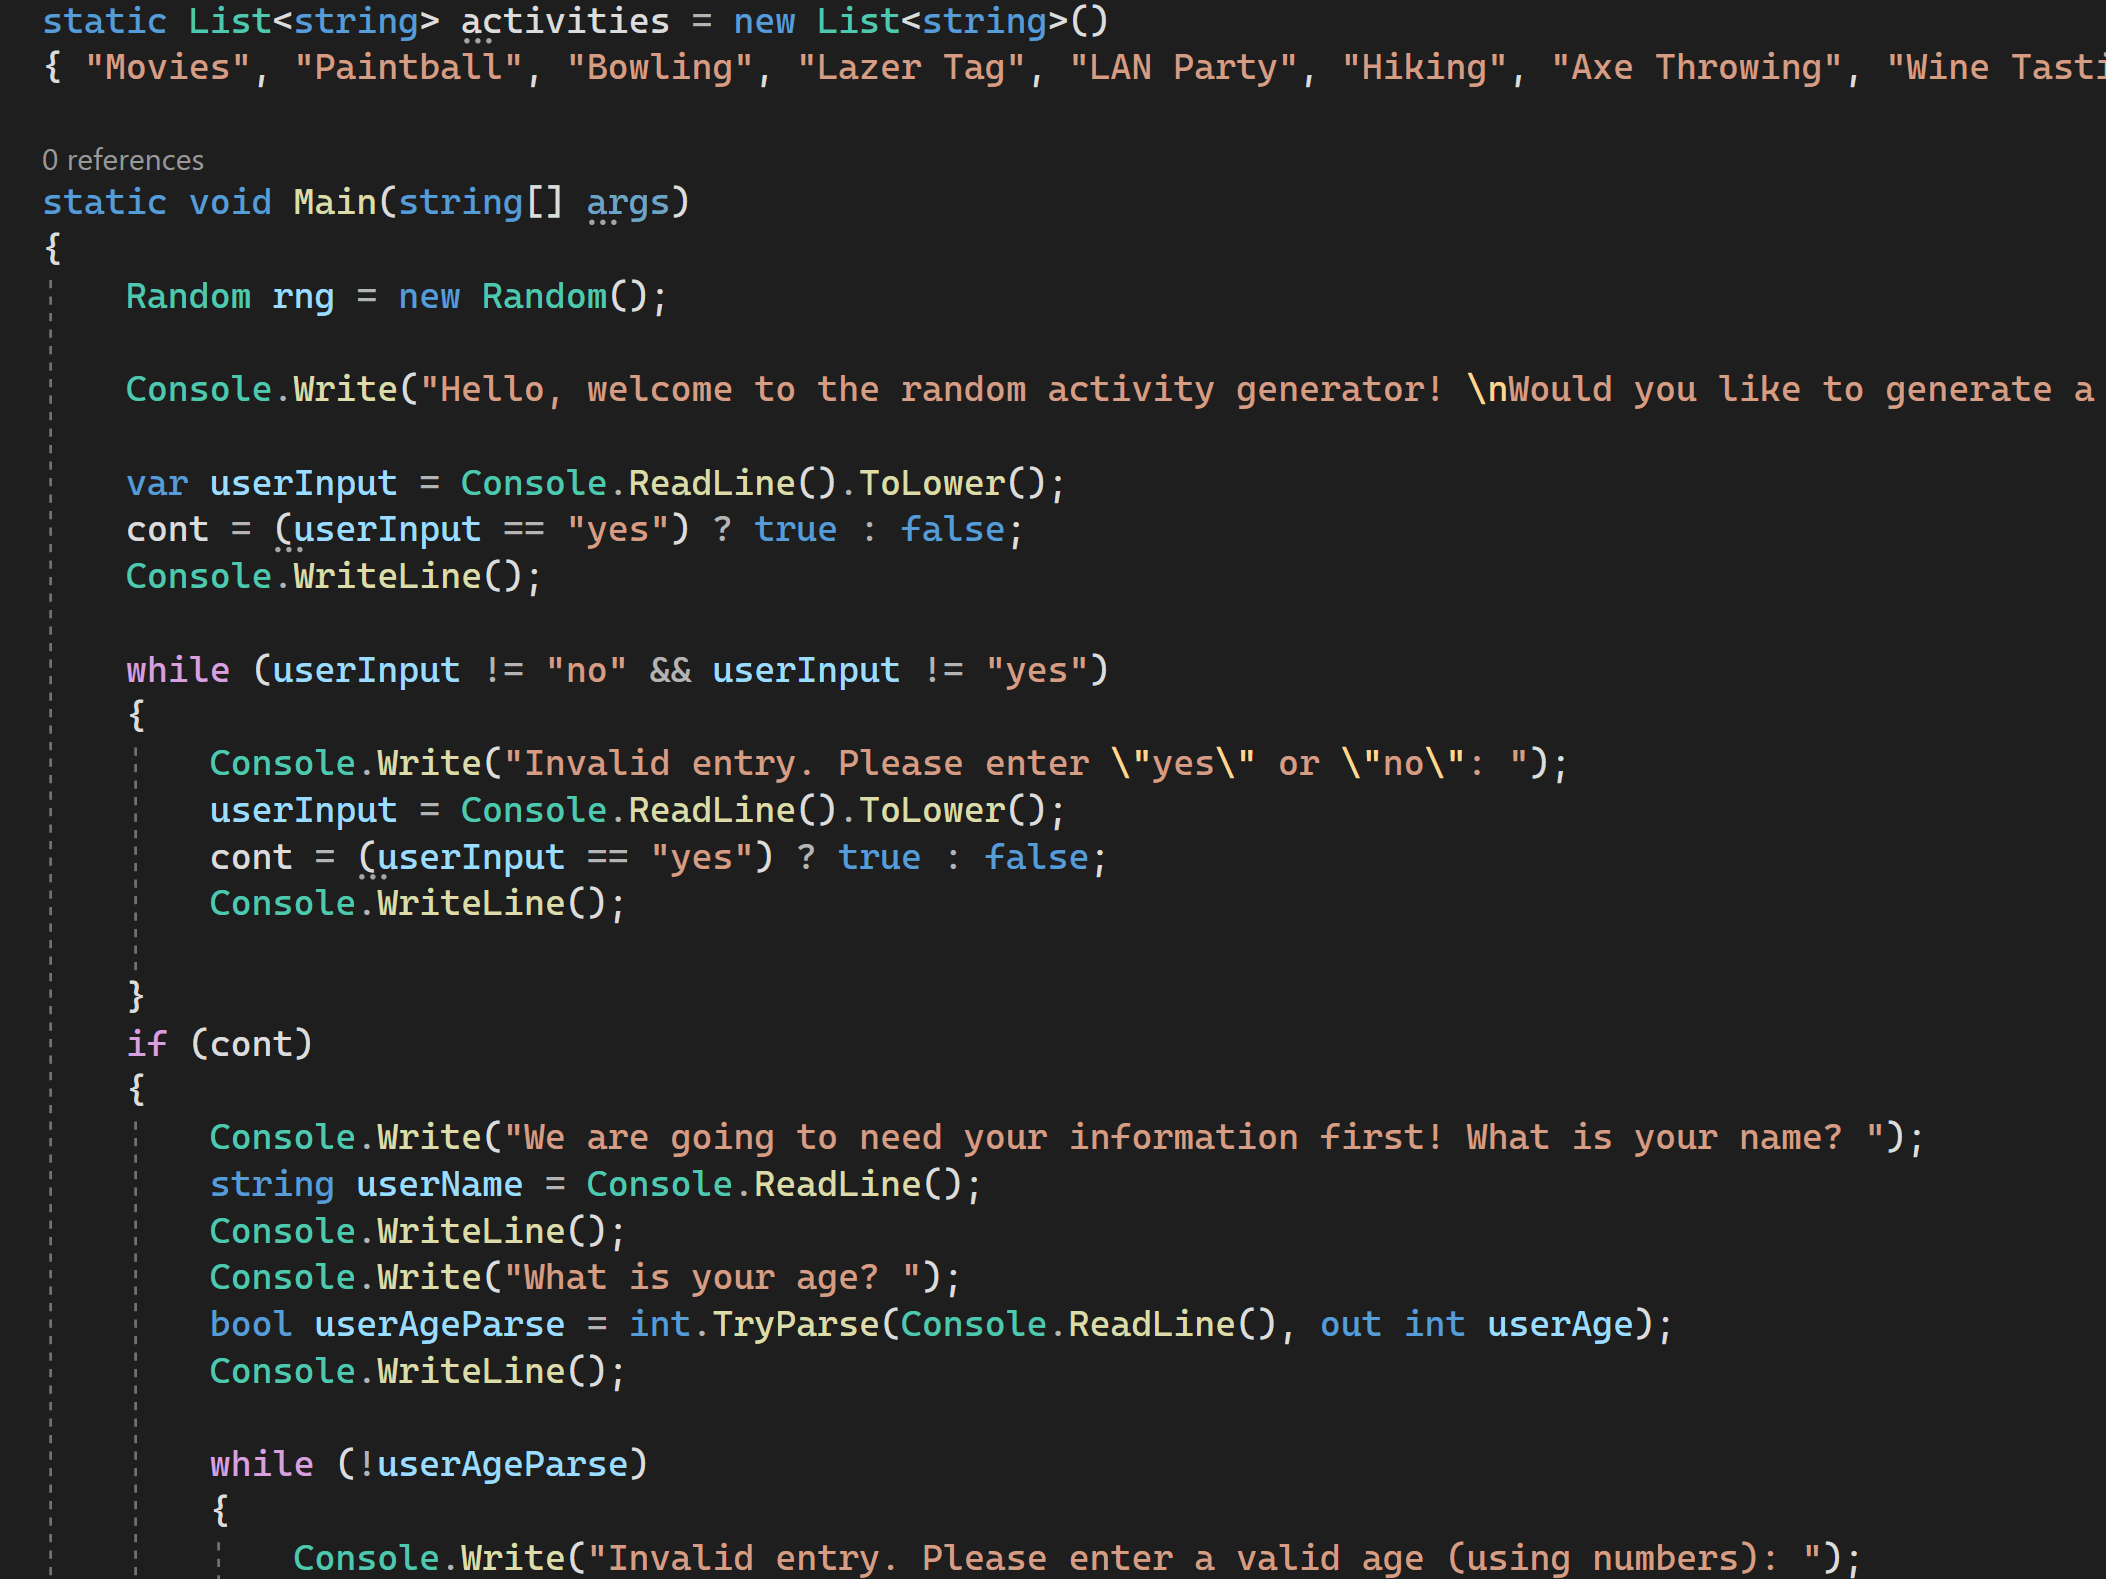 static List<string> activities = new List<string>()
{ "Movies", "Paintball", "Bowling", "Lazer Tag", "LAN Party", "Hiking", "Axe Throwing", "Wine Tasti
0 references
static void Main(string[] args)
{
Random rng = new Random();
Console.Write("Hello, welcome to the random activity generator! \nWould you like to generate a
var userInput = Console.ReadLine().ToLower();
cont = (userInput == "yes") ? true : false;
Console.WriteLine();
while (userInput != "no" && userInput != "yes")
{
Console.Write("Invalid entry. Please enter \"yes\" or \"no\": ");
userInput = Console.ReadLine().ToLower();
cont = (userInput == "yes") ? true : false;
Console.WriteLine();
}
if (cont)
{
Console.Write("We are going to need your information first! What is your name? ");
string userName = Console.ReadLine();
Console.WriteLine();
Console.Write("What is your age? ");
bool userAgeParse = int.TryParse(Console.ReadLine(), out int userAge);
Console.WriteLine();
while (!userAgeParse)
{
Console.Write("Invalid entry. Please enter a valid age (using numbers): ");